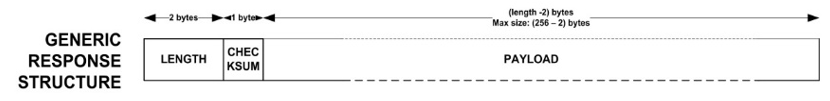 2 bytes
1 byte
(length -2) bytes
Max size: (256 – 2) bytes
GENERIC
RESPONSE
STRUCTURE
LENGTH
CHEC
KSUM
PAYLOAD